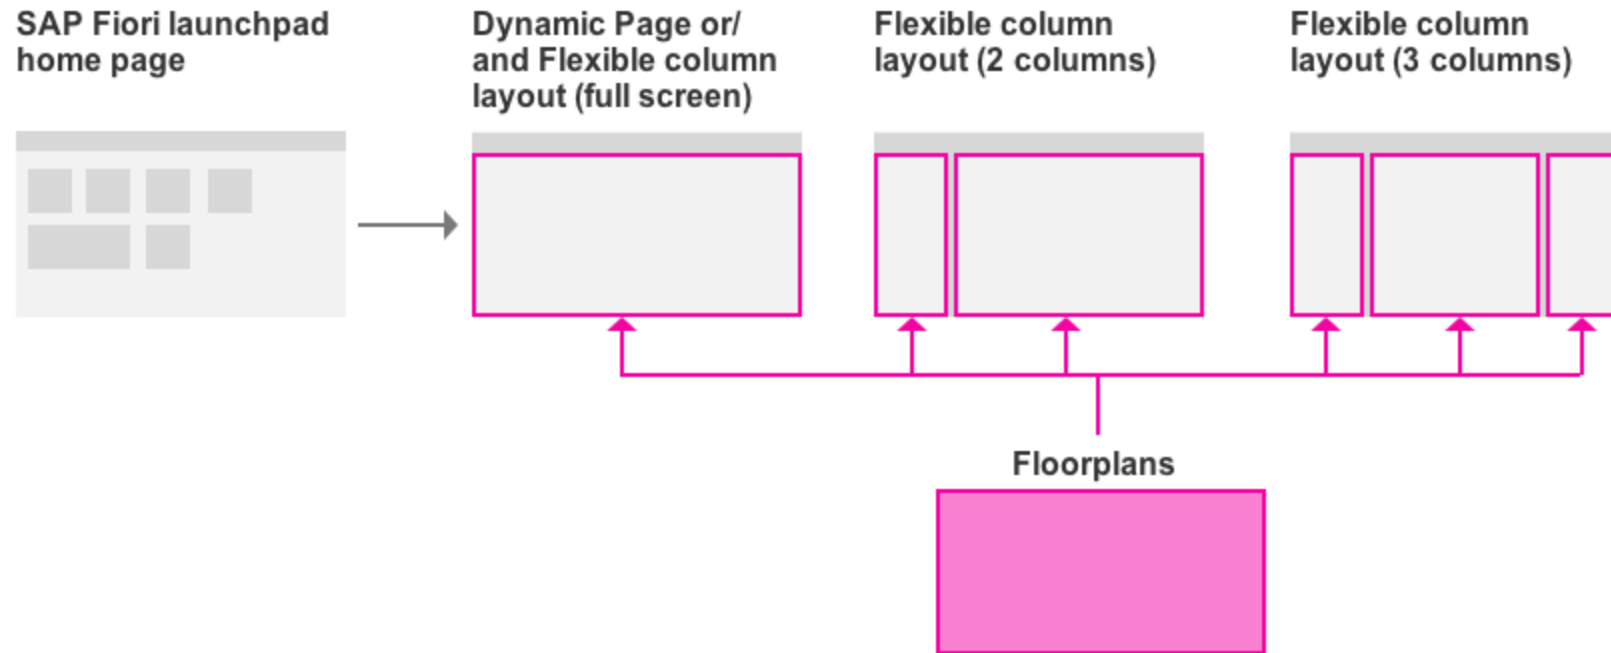 SAP Fiori launchpad
home page
Dynamic Page or/
and Flexible column
layout (full screen)
Flexible column
layout (2 columns)
Flexible column
layout (3 columns)
Floorplans